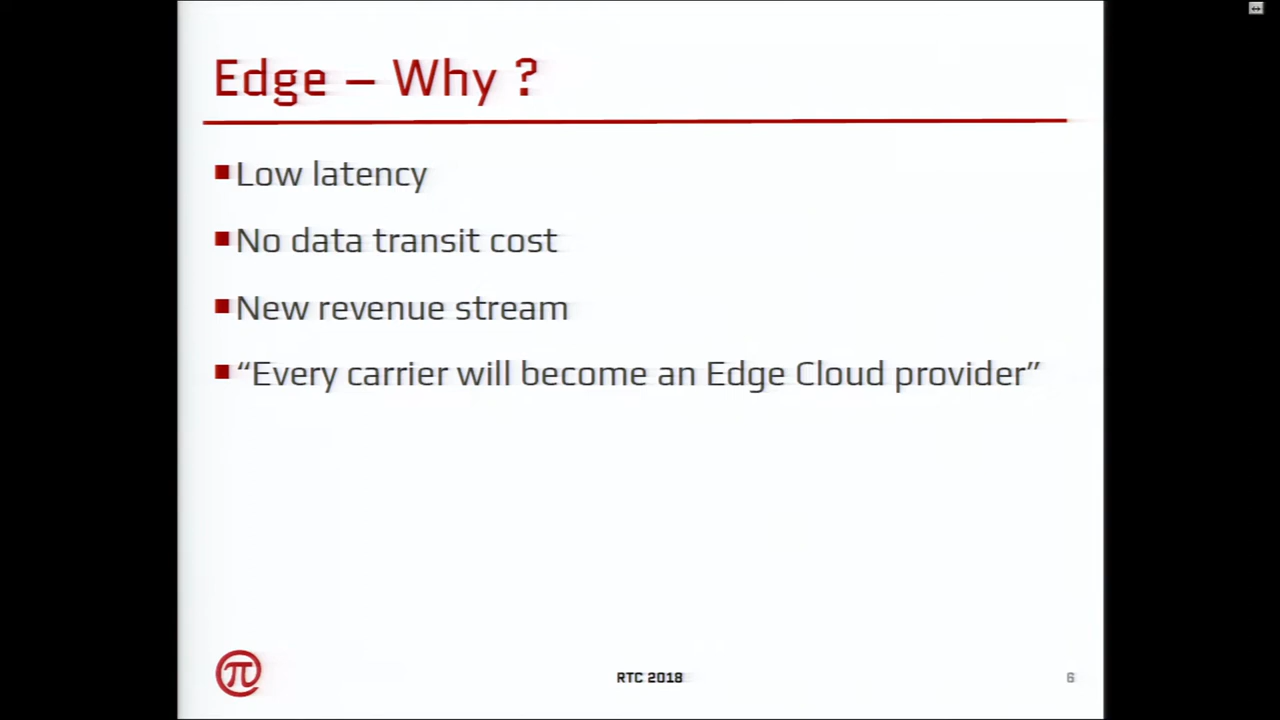 Edge – Why ?
Low latency
No data transit cost
New revenue stream
“Every carrier will become an Edge Cloud provider”
RTC 2018
6